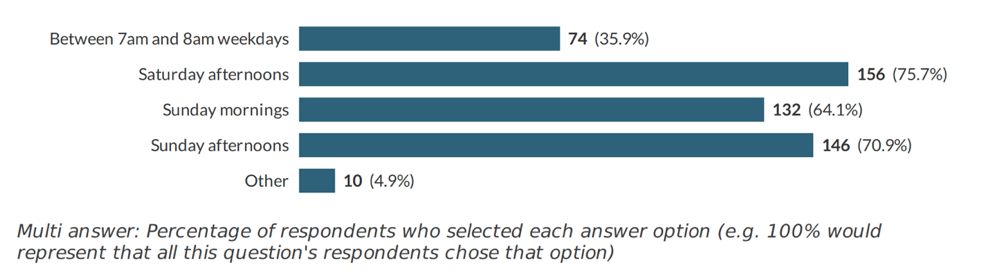 Between 7am and 8am weekdays 74 (35.9%)
Saturday afternoons 156 (75.7%)
Sunday mornings 132 (64.1%)
Sunday afternoons 146 (70.9%)
Other 10 (4.9%)
Multi answer: Percentage of respondents who selected each answer option (e.g. 100% would
represent that all this question's respondents chose that option)